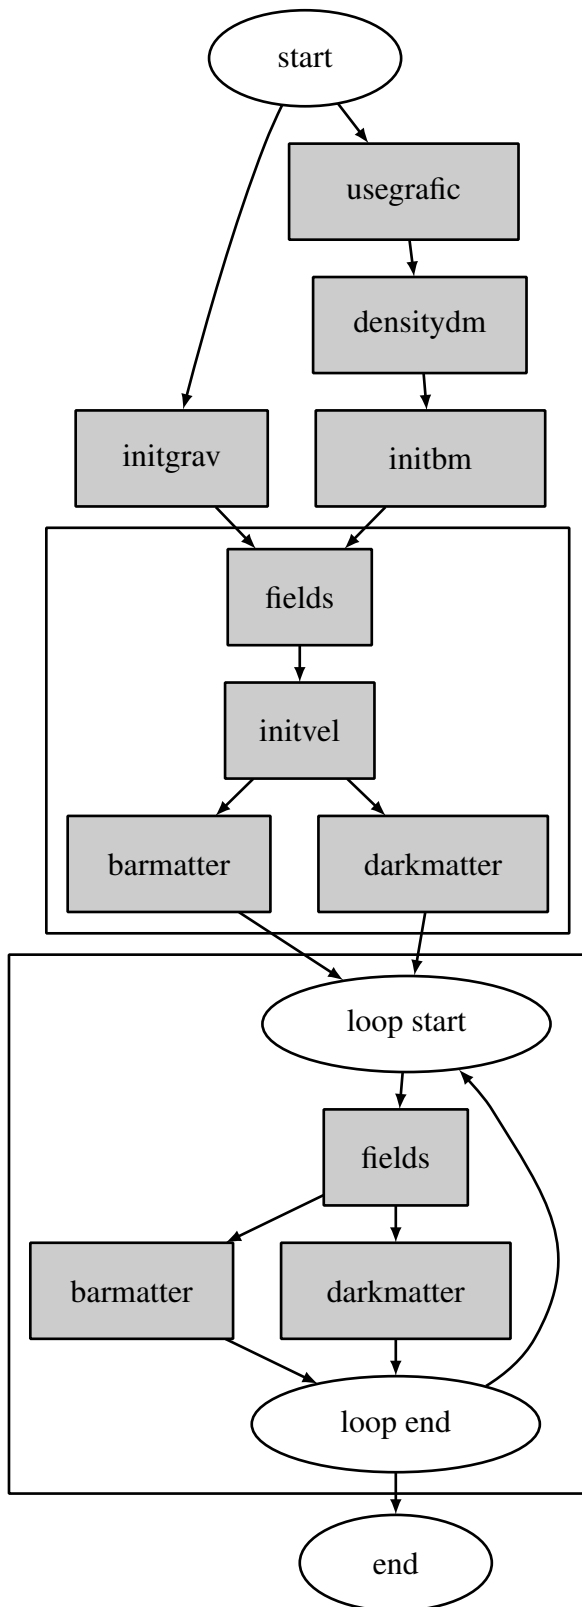 start
usegrafic
densitydm
initgrav
initbm
fields
initvel
barmatter
darkmatter
loop start
fields
barmatter
darkmatter
loop end
end